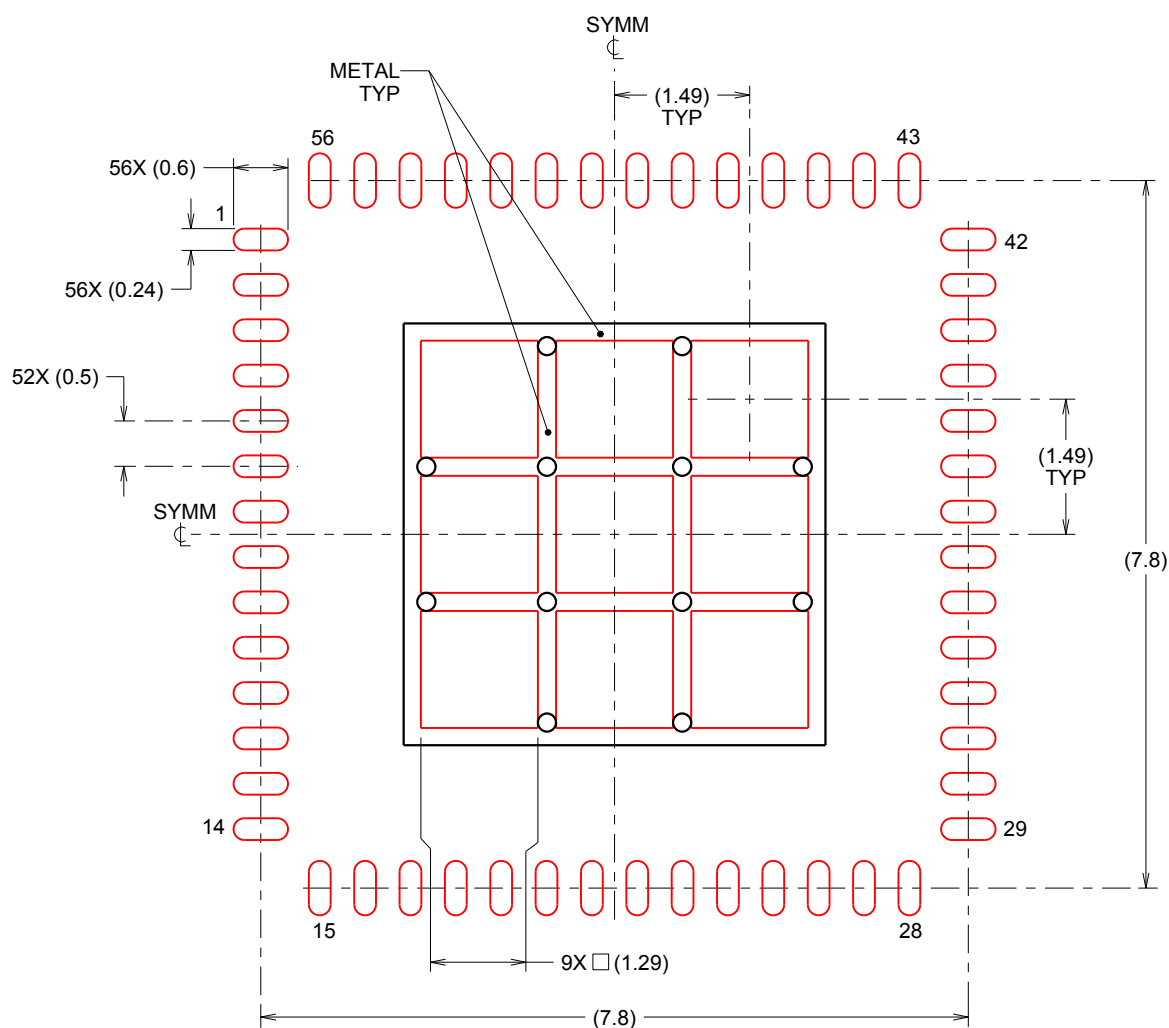 SYMM
METAL
TYP
(1.49)
TYP
56
43
56X (0.6)
1
42
56X (0.24)
52X (0.5)
(1.49)
TYP
SYMM
(7.8)
14
29
15
28
9X □ (1.29)
(7.8)